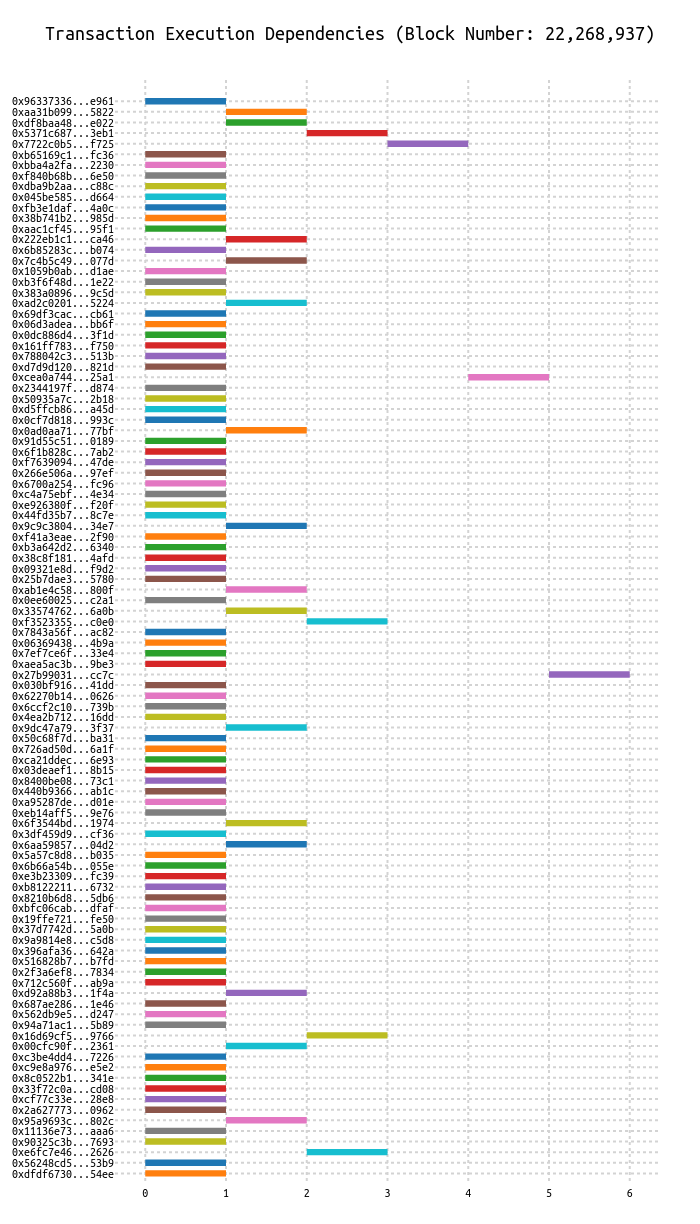 Transaction Execution Dependencies (Block Number: 22,268,937)
0x96337336...e961
0xaa31b099...5822
0xdf8baa48...e022
0x5371c687...3eb1
0x7722c0b5...f725
0xb65169c1...fc36
0xbba4a2fa...2230
0xf840b68b...6e50
0xdba9b2aa...c88c
0x045be585...d664
0xfb3e1daf...4a0c
0x38b741b2...985d
0xaac1cf45...95f1
0x222eb1c1...ca46
0x6b85283c...b074
0x7c4b5c49...077d
0x1059b0ab...d1ae
0xb3f6f48d...1e22
0x383a0896...9c5d
0xad2c0201...5224
0x69df3cac...cb61
0x06d3adea...bb6f
0x0dc886d4...3f1d
0x161ff783...f750
0x788042c3...513b
0xd7d9d120...821d
0xcea0a744...25a1
0x2344197f...d874
0x50935a7c...2b18
0xd5ffcb86...a45d
0x0cf7d818...993c
0x0ad0aa71...77bf
0x91d55c51...0189
0x6f1b828c...7ab2
0xf7639094...47de
0x266e506a...97ef
0x6700a254...fc96
0xc4a75ebf...4e34
0xe926380f...f20f
0x44fd35b7...8c7e
0x9c9c3804...34e7
0xf41a3eae...2f90
0xb3a642d2...6340
0x38c8f181...4afd
0x09321e8d...f9d2
0x25b7dae3...5780
0xab1e4c58...800f
0x0ee60025...c2a1
0x33574762...6a0b
0xf3523355...c0e0
0x7843a56f...ac82
0x06369438...4b9a
0x7ef7ce6f...33e4
0xaea5ac3b...9be3
0x27b99031...cc7c
0x030bf916...41dd
0x62270b14...0626
0x6ccf2c10...739b
0x4ea2b712...16dd
0x9dc47a79...3f37
0x50c68f7d...ba31
0x726ad50d...6a1f
0xca21ddec...6e93
0x03deaef1...8b15
0x8400be08...73c1
0x440b9366...ab1c
0xa95287de...d01e
0xeb14aff5...9e76
0x6f3544bd...1974
0x3df459d9...cf36
0x6aa59857...04d2
0x5a57c8d8...b035
0x6b66a54b...055e
0xe3b23309...fc39
0xb8122211...6732
0x8210b6d8...5db6
0xbfc06cab...dfaf
0x19ffe721...fe50
0x37d7742d...5a0b
0x9a9814e8...c5d8
0x396afa36...642a
0x516828b7...b7fd
0x2f3a6ef8...7834
0x712c560f...ab9a
0xd92a88b3...1f4a
0x687ae286...1e46
0x562db9e5...d247
0x94a71ac1...5b89
0x16d69cf5...9766
0x00cfc90f...2361
0xc3be4dd4...7226
0xc9e8a976...e5e2
0x8c0522b1...341e
0x33f72c0a...cd08
0xcf77c33e...28e8
0x2a627773...0962
0x95a9693c...802c
0x11136e73...aaa6
0x90325c3b...7693
0xe6fc7e46...2626
0x56248cd5...53b9
0xdfdf6730...54ee
0 1 2 3 4 5 6